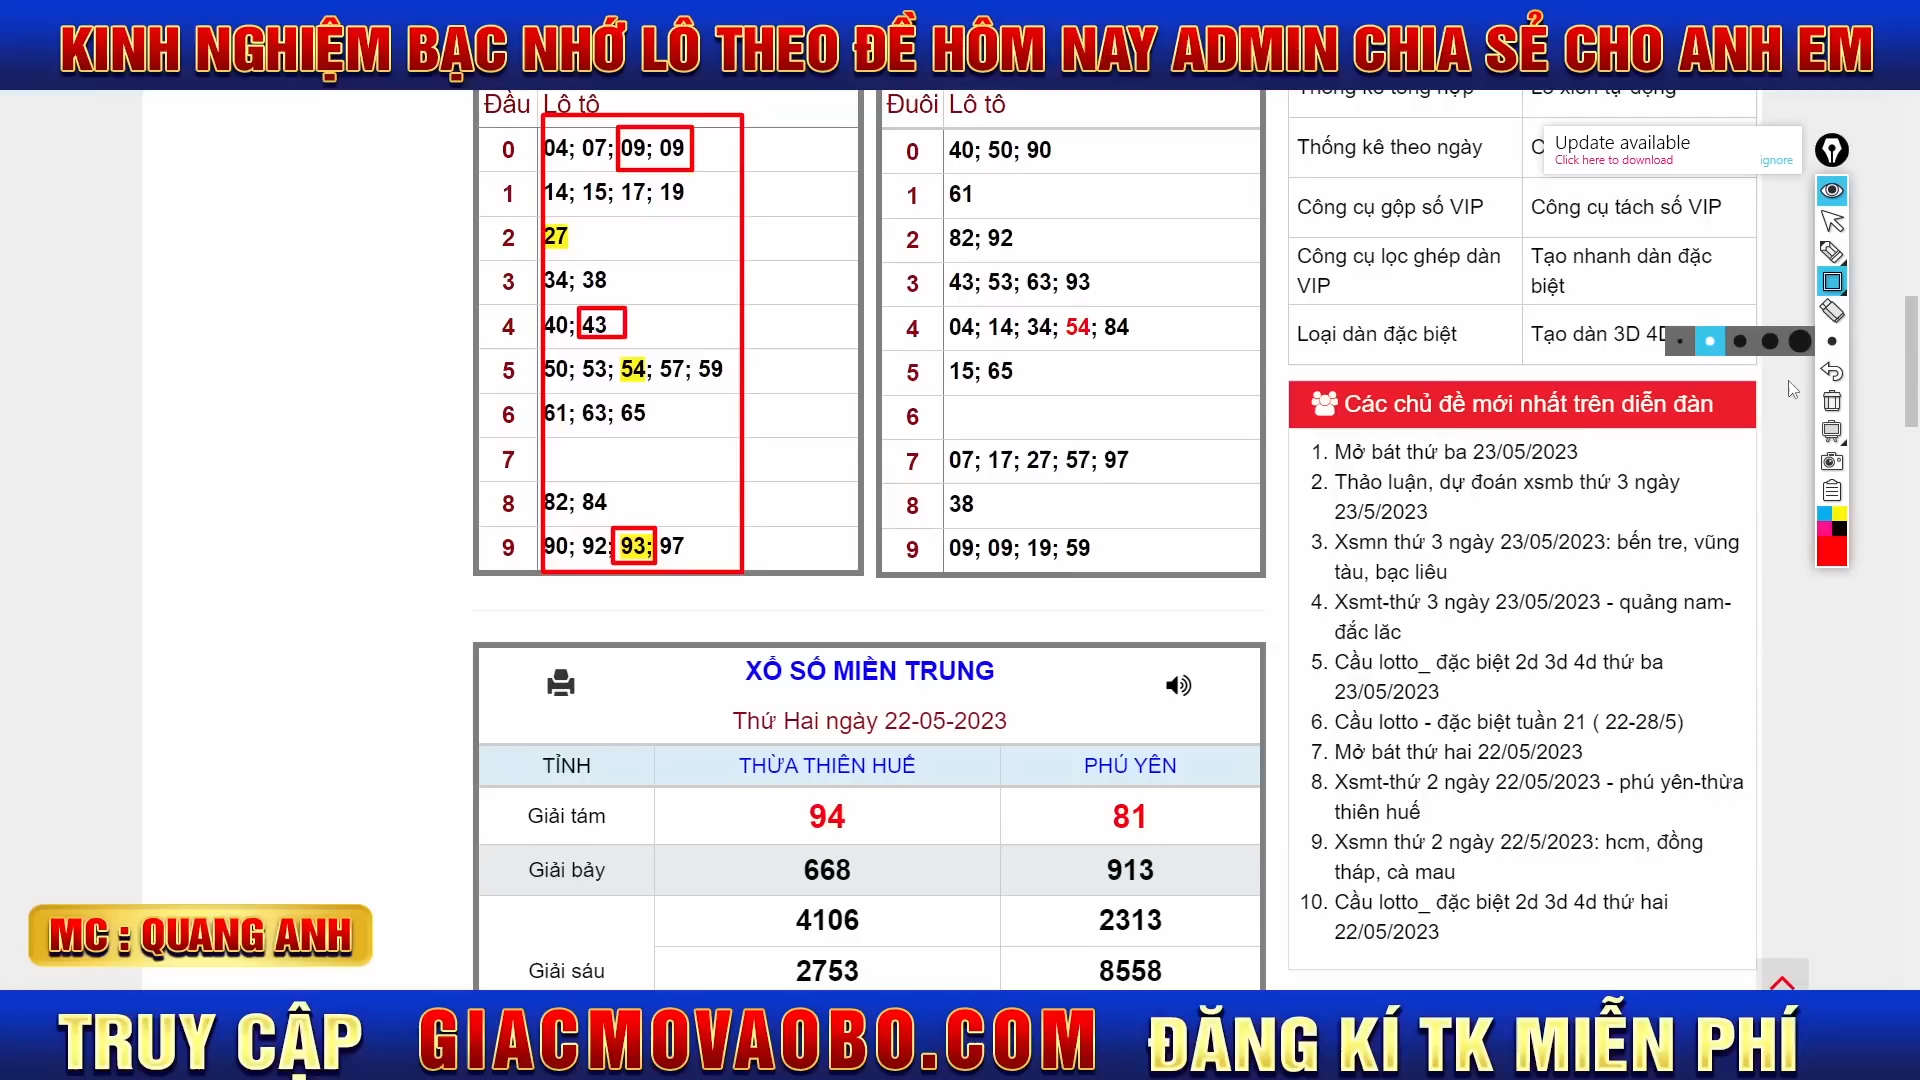 KINH NGHIỆM BẠC NHỚ LÔ THEO ĐỀ HÔM NAY ADMIN CHIA SẺ CHO ANH EM
Đầu Lô tô
0 04; 07; 09; 09
1 14; 15; 17; 19
2 27
3 34; 38
4 40; 43
5 50; 53; 54; 57; 59
6 61; 63; 65
7
8 82; 84
9 90; 92; 93; 97
Đuôi Lô tô
0 40; 50; 90
1 61
2 82; 92
3 43; 53; 63; 93
4 04; 14; 34; 54; 84
5 15; 65
6
7 07; 17; 27; 57; 97
8 38
9 09; 09; 19; 59
Thống kê tổng hợp Lô xiên tự động
Thống kê theo ngày C
Update available
Click here to download ignore
Công cụ gộp số VIP Công cụ tách số VIP
Công cụ lọc ghép dàn Tạo nhanh dàn đặc
VIP biệt
Loại dàn đặc biệt Tạo dàn 3D 4D
Các chủ đề mới nhất trên diễn đàn
1. Mở bát thứ ba 23/05/2023
2. Thảo luận, dự đoán xsmb thứ 3 ngày
23/5/2023
3. Xsmn thứ 3 ngày 23/05/2023: bến tre, vũng
tàu, bạc liêu
4. Xsmt-thứ 3 ngày 23/05/2023 - quảng nam-
đắc lăc
5. Cầu lotto_ đặc biệt 2d 3d 4d thứ ba
23/05/2023
6. Cầu lotto - đặc biệt tuần 21 ( 22-28/5)
7. Mở bát thứ hai 22/05/2023
8. Xsmt-thứ 2 ngày 22/05/2023 - phú yên-thừa
thiên huế
9. Xsmn thứ 2 ngày 22/5/2023: hcm, đồng
tháp, cà mau
10. Cầu lotto_ đặc biệt 2d 3d 4d thứ hai
22/05/2023
XỔ SỐ MIỀN TRUNG
Thứ Hai ngày 22-05-2023
TỈNH THỪA THIÊN HUẾ PHÚ YÊN
Giải tám 94 81
Giải bảy 668 913
4106 2313
Giải sáu 2753 8558
MC : QUANG ANH
TRUY CẬP GIACMOVAOBO.COM ĐĂNG KÍ TK MIỄN PHÍ